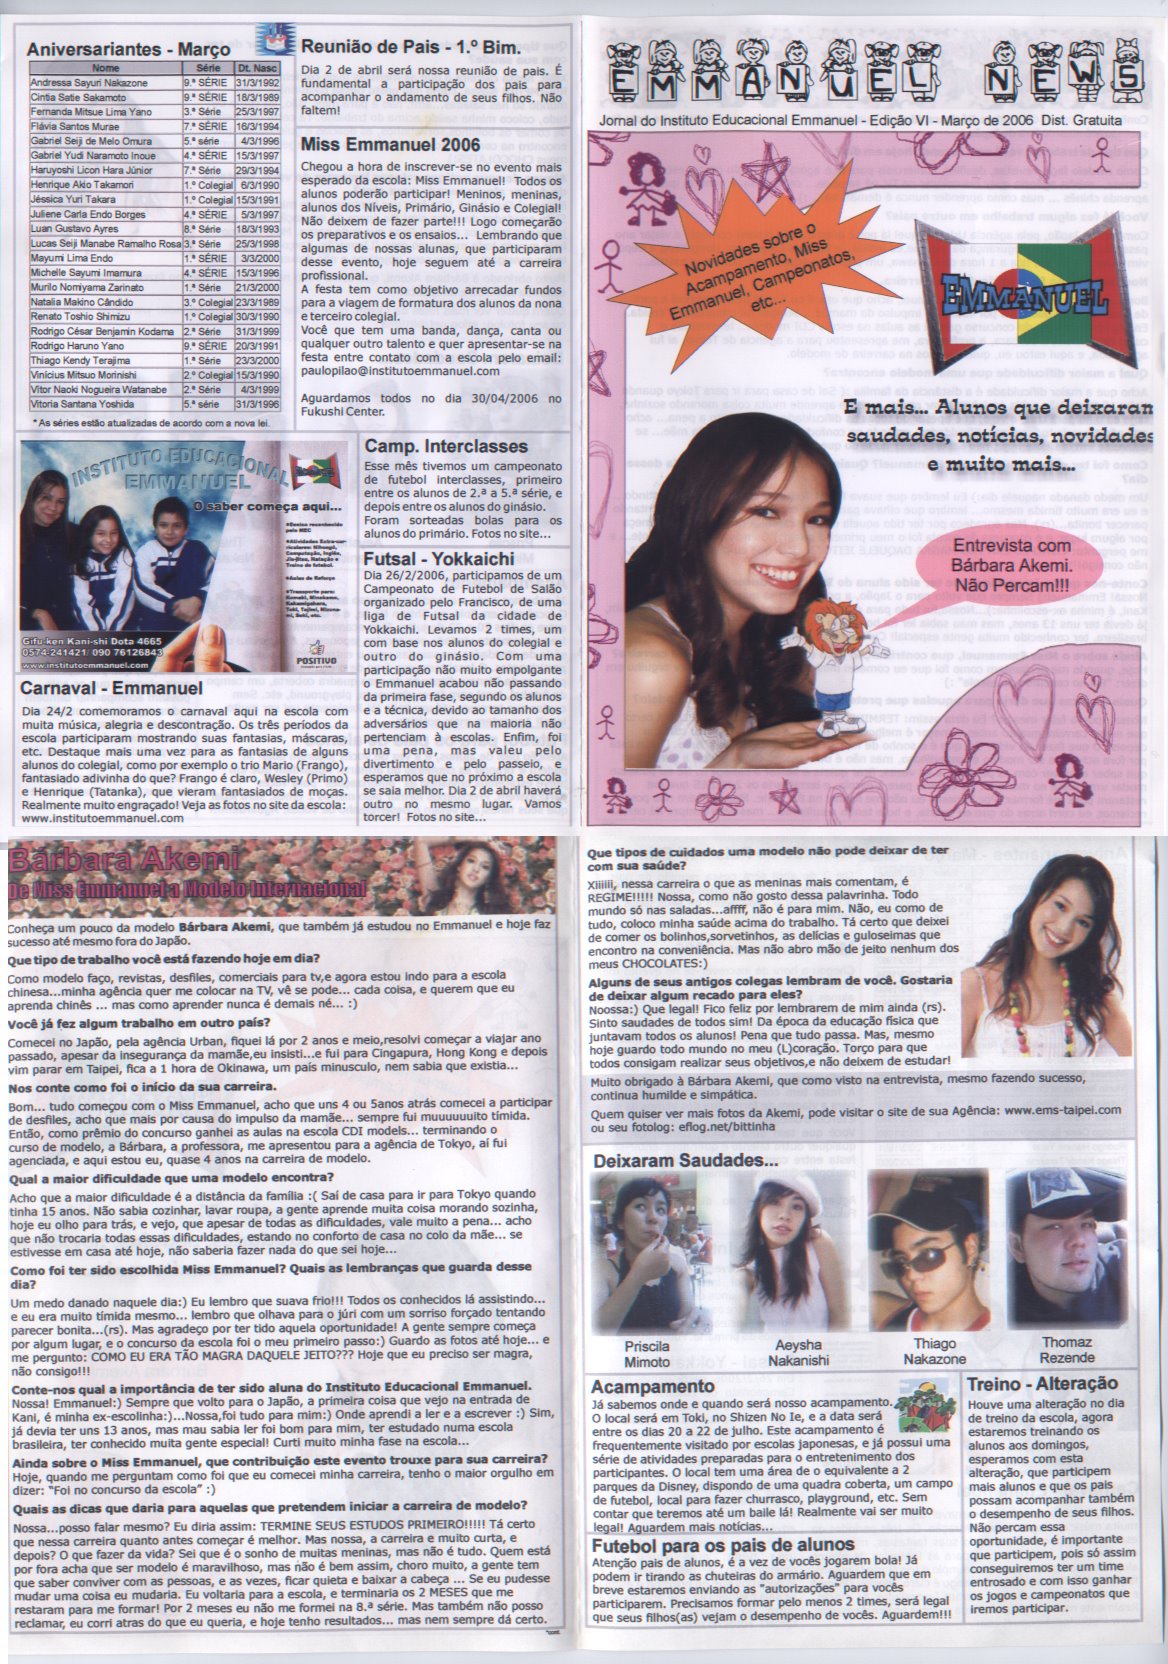 Aniversariantes - Março
Nome Série Dt. Nasc
Andressa Sayuri Nakazone 9.ª SÉRIE 31/3/1992
Cintia Satie Sakamoto 9.ª SÉRIE 18/3/1989
Fernanda Mitsue Lima Yano 3.ª Série 25/3/1997
Flávia Santos Murae 7.ª SÉRIE 16/3/1994
Gabriel Seiji de Melo Omura 5.ª série 4/3/1996
Gabriel Yudi Naramoto Inoue 4.ª SÉRIE 15/3/1997
Haruyoshi Licon Hara Júnior 7.ª Série 29/3/1994
Henrique Akio Takamori 1.º Colegial 6/3/1990
Jéssica Yuri Takara 1.º Colegial 15/3/1991
Juliene Carla Endo Borges 4.ª SÉRIE 5/3/1997
Luan Gustavo Ayres 8.ª SÉRIE 18/3/1993
Lucas Seiji Manabe Ramalho Rosa 3.ª SÉRIE 25/3/1998
Mayumi Lima Endo 1.ª SÉRIE 3/3/2000
Michelle Sayumi Imamura 4.ª SÉRIE 15/3/1996
Murilo Nomiyama Zarinato 1.ª SÉRIE 21/3/2000
Natalia Makino Cândido 3.º Colegial 23/3/1989
Renato Toshio Shimizu 1.º Colegial 30/3/1990
Rodrigo César Benjamin Kodama 2.ª SÉRIE 31/3/1999
Rodrigo Haruno Yano 9.ª SÉRIE 20/3/1991
Thiago Kendy Terajima 1.ª Série 23/3/2000
Vinícius Mitsuo Morinishi 2.º Colegial 15/3/1990
Vitor Naoki Nogueira Watanabe 2.ª SÉRIE 4/3/1999
Vitoria Santana Yoshida 5.ª série 31/3/1996
* As séries estão atualizadas de acordo com a nova lei.
INSTITUTO EDUCACIONAL
EMMANUEL
O saber começa aqui...
Ensino reconhecido
pelo MEC
Atividades Extra-cur-
riculares: Nihongô,
Computação, Inglês,
Jiu-Jitsu, Natação e
Treino de futebol.
Aulas de Reforço
Transporte para:
Komaki, Minokamo,
Kakamigahara,
Toki, Tajimi, Mizuna-
mi, Seki, etc.
Gifu-ken Kani-shi Dota 4665
0574-241421/ 090 76126843
www.institutoemmanuel.com
POSITIVO
Carnaval - Emmanuel
Dia 24/2 comemoramos o carnaval aqui na escola com
muita música, alegria e descontração. Os três períodos da
escola participaram mostrando suas fantasias, máscaras,
etc. Destaque mais uma vez para as fantasias de alguns
alunos do colegial, como por exemplo o trio Mario (Frango),
fantasiado adivinha do que? Frango é claro, Wesley (Primo)
e Henrique (Tatanka), que vieram fantasiados de moças.
Realmente muito engraçado! Veja as fotos no site da escola:
www.institutoemmanuel.com
Reunião de Pais - 1.º Bim.
Dia 2 de abril será nossa reunião de pais. É
fundamental a participação dos pais para
acompanhar o andamento de seus filhos. Não
faltem!
Miss Emmanuel 2006
Chegou a hora de inscrever-se no evento mais
esperado da escola: Miss Emmanuel! Todos os
alunos poderão participar! Meninos, meninas,
alunos dos Níveis, Primário, Ginásio e Colegial!
Não deixem de fazer parte!!! Logo começarão
os preparativos e os ensaios... Lembrando que
algumas de nossas alunas, que participaram
desse evento, hoje seguem até a carreira
profissional.
A festa tem como objetivo arrecadar fundos
para a viagem de formatura dos alunos da nona
e terceiro colegial.
Você que tem uma banda, dança, canta ou
qualquer outro talento e quer apresentar-se na
festa entre contato com a escola pelo email:
paulopilao@institutoemmanuel.com
Aguardamos todos no dia 30/04/2006 no
Fukushi Center.
Camp. Interclasses
Esse mês tivemos um campeonato
de futebol interclasses, primeiro
entre os alunos de 2.ª a 5.ª série, e
depois entre os alunos do ginásio.
Foram sorteadas bolas para os
alunos do primário. Fotos no site...
Futsal - Yokkaichi
Dia 26/2/2006, participamos de um
Campeonato de Futebol de Salão
organizado pelo Francisco, de uma
liga de Futsal da cidade de
Yokkaichi. Levamos 2 times, um
com base nos alunos do colegial e
outro do ginásio. Com uma
participação não muito empolgante
o Emmanuel acabou não passando
da primeira fase, segundo os alunos
e a técnica, devido ao tamanho dos
adversários que na maioria não
pertenciam à escolas. Enfim, foi
uma pena, mas valeu pelo
divertimento e pelo passeio, e
esperamos que no próximo a escola
se saia melhor. Dia 2 de abril haverá
outro no mesmo lugar. Vamos
torcer! Fotos no site...
EMMANUEL NEWS
Jornal do Instituto Educacional Emmanuel - Edição VI - Março de 2006 Dist. Gratuita
Novidades sobre o
Acampamento, Miss
Emmanuel, Campeonatos,
etc...
EMMANUEL
E mais... Alunos que deixaram
saudades, notícias, novidades
e muito mais...
Entrevista com
Bárbara Akemi.
Não Percam!!!
Bárbara Akemi
De Miss Emmanuel a Modelo Internacional
Conheça um pouco da modelo Bárbara Akemi, que também já estudou no Emmanuel e hoje faz
sucesso até mesmo fora do Japão.
Que tipo de trabalho você está fazendo hoje em dia?
Como modelo faço, revistas, desfiles, comerciais para tv,e agora estou indo para a escola
chinesa...minha agência quer me colocar na TV, vê se pode... cada coisa, e querem que eu
aprenda chinês ... mas como aprender nunca é demais né... :)
Você já fez algum trabalho em outro país?
Comecei no Japão, pela agência Urban, fiquei lá por 2 anos e meio,resolvi começar a viajar ano
passado, apesar da insegurança da mamãe,eu insisti...e fui para Cingapura, Hong Kong e depois
vim parar em Taipei, fica a 1 hora de Okinawa, um país minusculo, nem sabia que existia...
Nos conte como foi o início da sua carreira.
Bom... tudo começou com o Miss Emmanuel, acho que uns 4 ou 5anos atrás comecei a participar
de desfiles, acho que mais por causa do impulso da mamãe... sempre fui muuuuuuito tímida.
Então, como prêmio do concurso ganhei as aulas na escola CDI models... terminando o
curso de modelo, a Bárbara, a professora, me apresentou para a agência de Tokyo, aí fui
agenciada, e aqui estou eu, quase 4 anos na carreira de modelo.
Qual a maior dificuldade que uma modelo encontra?
Acho que a maior dificuldade é a distância da família :( Saí de casa para ir para Tokyo quando
tinha 15 anos. Não sabia cozinhar, lavar roupa, a gente aprende muita coisa morando sozinha,
hoje eu olho para trás, e vejo, que apesar de todas as dificuldades, vale muito a pena... acho
que não trocaria todas essas dificuldades, estando no conforto de casa no colo da mãe... se
estivesse em casa até hoje, não saberia fazer nada do que sei hoje...
Como foi ter sido escolhida Miss Emmanuel? Quais as lembranças que guarda desse
dia?
Um medo danado naquele dia:) Eu lembro que suava frio!!! Todos os conhecidos lá assistindo...
e eu era muito tímida mesmo... lembro que olhava para o júri com um sorriso forçado tentando
parecer bonita...(rs). Mas agradeço por ter tido aquela oportunidade! A gente sempre começa
por algum lugar, e o concurso da escola foi o meu primeiro passo:) Guardo as fotos até hoje... e
me pergunto: COMO EU ERA TÃO MAGRA DAQUELE JEITO??? Hoje que eu preciso ser magra,
não consigo!!!
Conte-nos qual a importância de ter sido aluna do Instituto Educacional Emmanuel.
Nossa! Emmanuel:) Sempre que volto para o Japão, a primeira coisa que vejo na entrada de
Kani, é minha ex-escolinha:)...Nossa,foi tudo para mim:) Onde aprendi a ler e a escrever :) Sim,
já devia ter uns 13 anos, mas mau sabia ler foi bom para mim, ter estudado numa escola
brasileira, ter conhecido muita gente especial! Curti muito minha fase na escola...
Ainda sobre o Miss Emmanuel, que contribuição este evento trouxe para sua carreira?
Hoje, quando me perguntam como foi que eu comecei minha carreira, tenho o maior orgulho em
dizer: "Foi no concurso da escola" :)
Quais as dicas que daria para aquelas que pretendem iniciar a carreira de modelo?
Nossa...posso falar mesmo? Eu diria assim: TERMINE SEUS ESTUDOS PRIMEIRO!!!!! Tá certo
que nessa carreira quanto antes começar é melhor. Mas nossa, a carreira e muito curta, e
depois? O que fazer da vida? Sei que é o sonho de muitas meninas, mas não é tudo. Quem está
por fora acha que ser modelo é maravilhoso, mas não é bem assim, choro muito, a gente tem
que saber conviver com as pessoas, e as vezes, ficar quieta e baixar a cabeça ... Se eu pudesse
mudar uma coisa eu mudaria. Eu voltaria para a escola, e terminaria os 2 MESES que me
restaram para me formar! Por 2 meses eu não me formei na 8.ª série. Mas também não posso
reclamar, eu corri atras do que eu queria, e hoje tenho resultados... mas nem sempre dá certo.
*cont.
Que tipos de cuidados uma modelo não pode deixar de ter
com sua saúde?
Xiiiiii, nessa carreira o que as meninas mais comentam, é
REGIME!!!!! Nossa, como não gosto dessa palavrinha. Todo
mundo só nas saladas...affff, não é para mim. Não, eu como de
tudo, coloco minha saúde acima do trabalho. Tá certo que deixei
de comer os bolinhos,sorvetinhos, as delícias e guloseimas que
encontro na conveniência. Mas não abro mão de jeito nenhum dos
meus CHOCOLATES:)
Alguns de seus antigos colegas lembram de você. Gostaria
de deixar algum recado para eles?
Noossa:) Que legal! Fico feliz por lembrarem de mim ainda (rs).
Sinto saudades de todos sim! Da época da educação física que
juntavam todos os alunos! Pena que tudo passa. Mas, mesmo
hoje guardo todo mundo no meu (L)coração. Torço para que
todos consigam realizar seus objetivos,e não deixem de estudar!
Muito obrigado à Bárbara Akemi, que como visto na entrevista, mesmo fazendo sucesso,
continua humilde e simpática.
Quem quiser ver mais fotos da Akemi, pode visitar o site de sua Agência: www.ems-taipei.com
ou seu fotolog: eflog.net/bittinha
Deixaram Saudades...
Priscila
Mimoto
Aeysha
Nakanishi
Thiago
Nakazone
Thomaz
Rezende
Acampamento
Já sabemos onde e quando será nosso acampamento.
O local será em Toki, no Shizen No Ie, e a data será
entre os dias 20 a 22 de julho. Este acampamento é
frequentemente visitado por escolas japonesas, e já possui uma
série de atividades preparadas para o entretenimento dos
participantes. O local tem uma área de o equivalente a 2
parques da Disney, dispondo de uma quadra coberta, um campo
de futebol, local para fazer churrasco, playground, etc. Sem
contar que teremos até um baile lá! Realmente vai ser muito
legal! Aguardem mais notícias...
Futebol para os pais de alunos
Atenção pais de alunos, é a vez de vocês jogarem bola! Já
podem ir tirando as chuteiras do armário. Aguardem que em
breve estaremos enviando as "autorizações" para vocês
participarem. Precisamos formar pelo menos 2 times, será legal
que seus filhos(as) vejam o desempenho de vocês. Aguardem!!!
Treino - Alteração
Houve uma alteração no dia
de treino da escola, agora
estaremos treinando os
alunos aos domingos,
esperamos com esta
alteração, que participem
mais alunos e que os pais
possam acompanhar também
o desempenho de seus filhos.
Não percam essa
oportunidade, é importante
que participem, pois só assim
conseguiremos ter um time
entrosado e com isso ganhar
os jogos e campeonatos que
iremos participar.